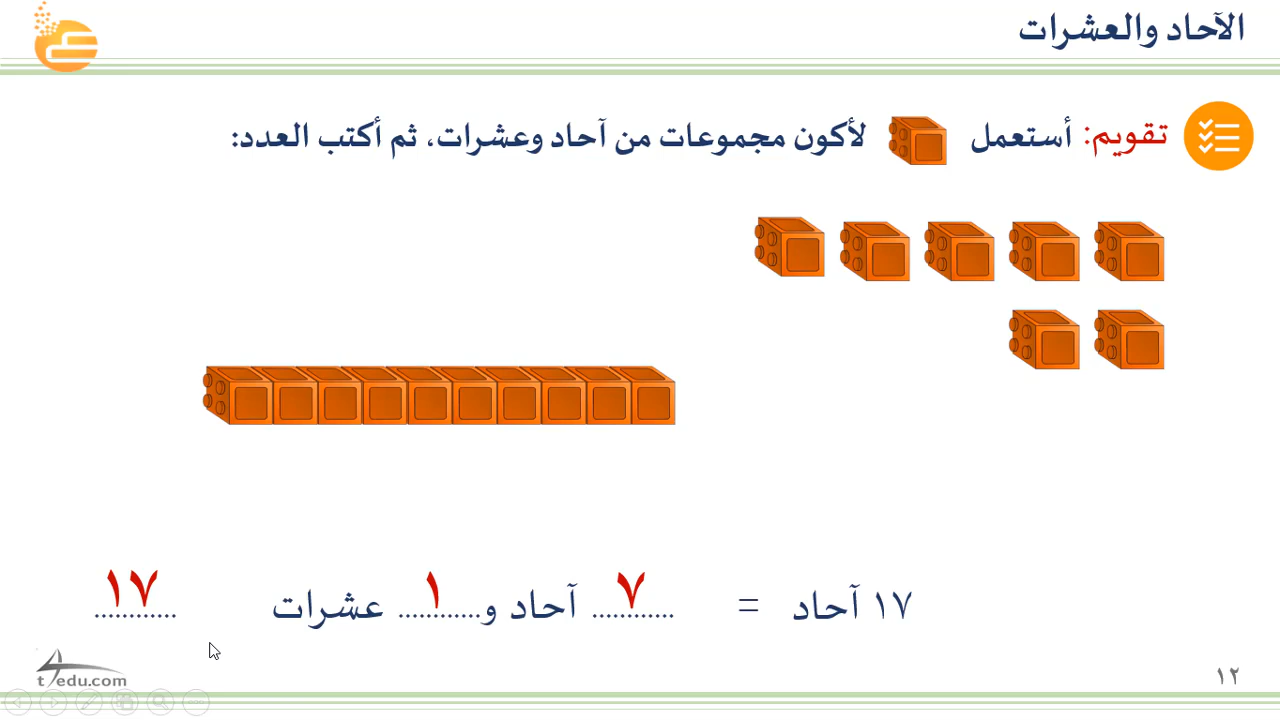 الآحاد والعشرات
تقويم: أستعمل لأكون مجموعات من آحاد وعشرات، ثم أكتب العدد:
١٧ آحاد = ٧ آحاد و ١ عشرات ١٧
t4edu.com
١٢